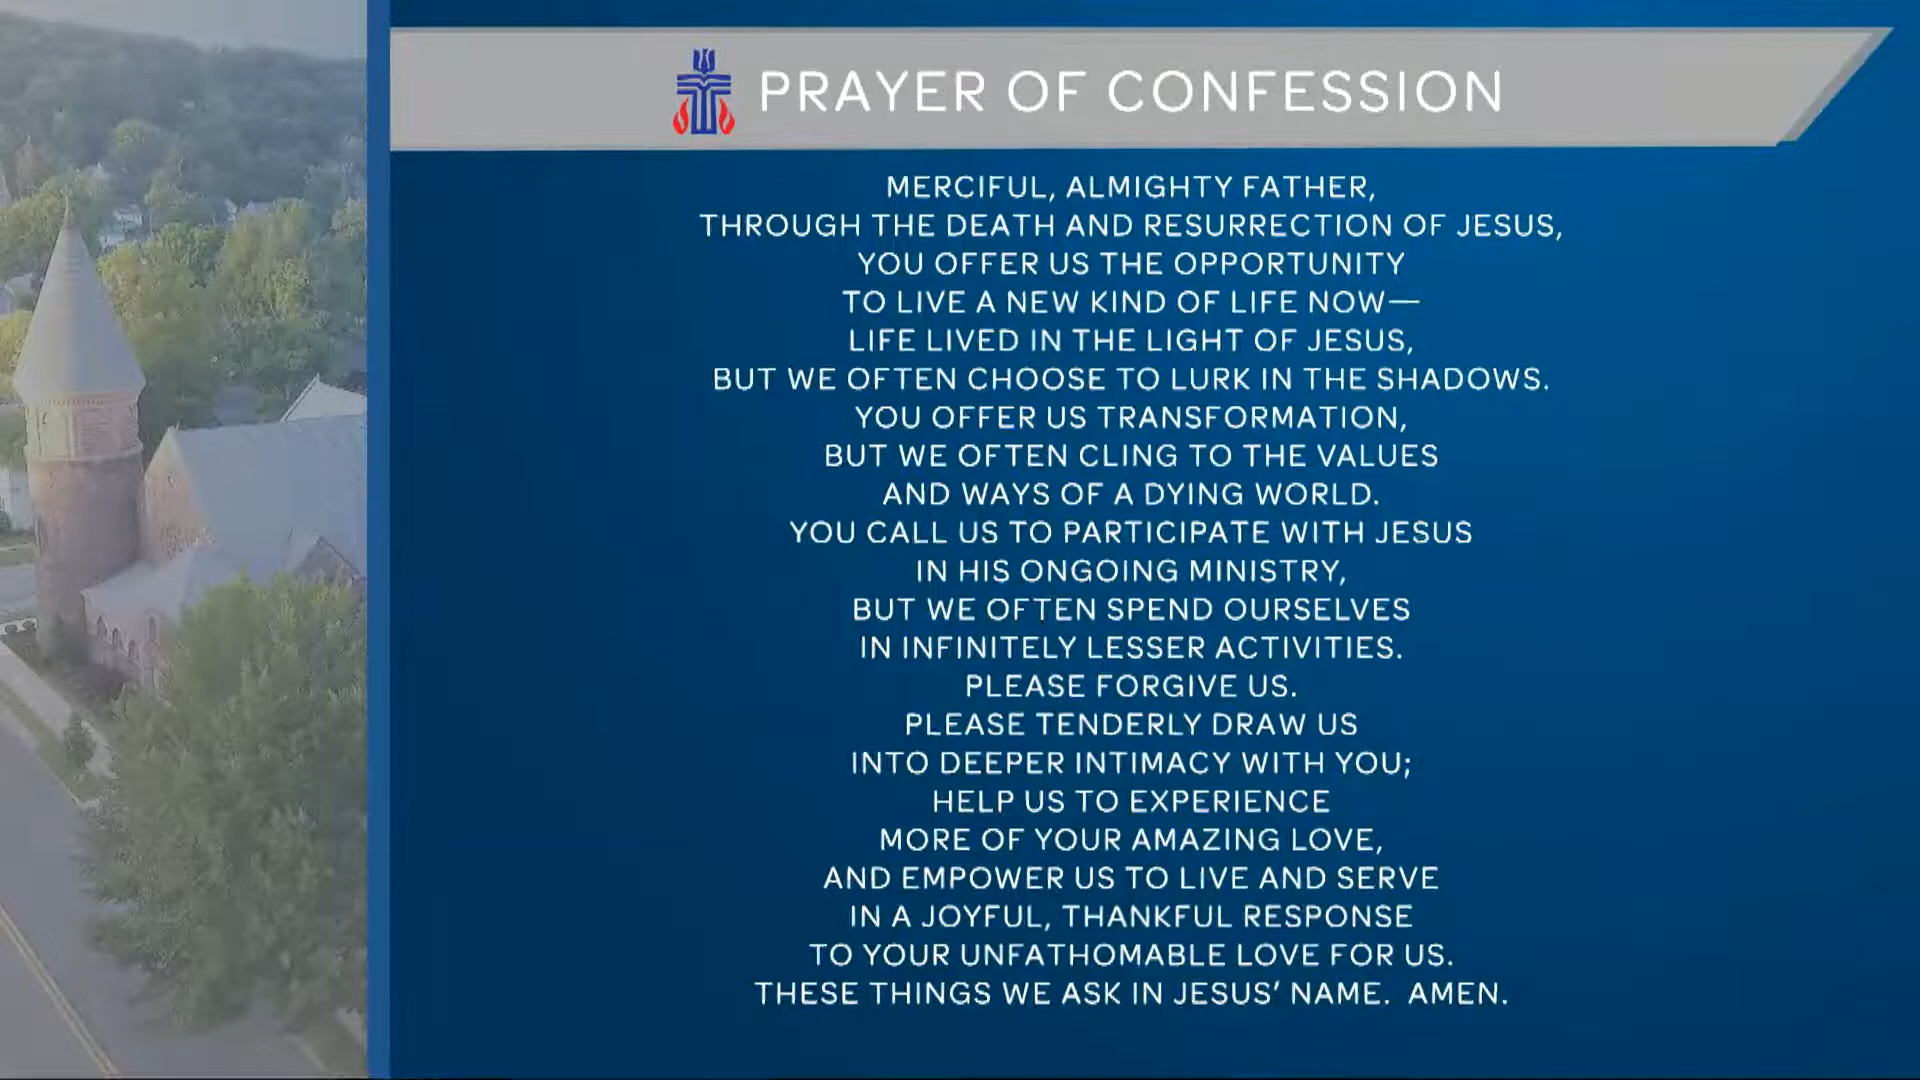 PRAYER OF CONFESSION
MERCIFUL, ALMIGHTY FATHER,
THROUGH THE DEATH AND RESURRECTION OF JESUS,
YOU OFFER US THE OPPORTUNITY
TO LIVE A NEW KIND OF LIFE NOW—
LIFE LIVED IN THE LIGHT OF JESUS,
BUT WE OFTEN CHOOSE TO LURK IN THE SHADOWS.
YOU OFFER US TRANSFORMATION,
BUT WE OFTEN CLING TO THE VALUES
AND WAYS OF A DYING WORLD.
YOU CALL US TO PARTICIPATE WITH JESUS
IN HIS ONGOING MINISTRY,
BUT WE OFTEN SPEND OURSELVES
IN INFINITELY LESSER ACTIVITIES.
PLEASE FORGIVE US.
PLEASE TENDERLY DRAW US
INTO DEEPER INTIMACY WITH YOU;
HELP US TO EXPERIENCE
MORE OF YOUR AMAZING LOVE,
AND EMPOWER US TO LIVE AND SERVE
IN A JOYFUL, THANKFUL RESPONSE
TO YOUR UNFATHOMABLE LOVE FOR US.
THESE THINGS WE ASK IN JESUS' NAME.  AMEN.